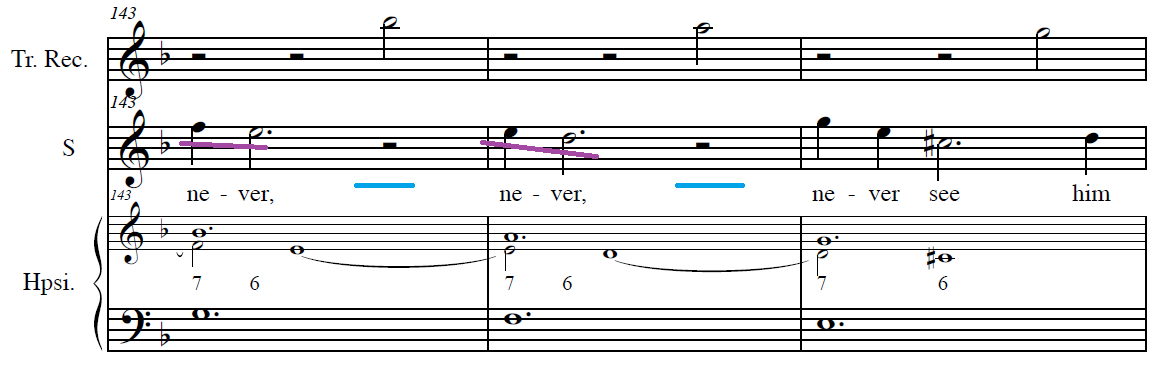 143
Tr. Rec.
143
S
ne - ver, ne - ver, ne - ver see him
143
Hpsi.
7 6 7 6 7 6